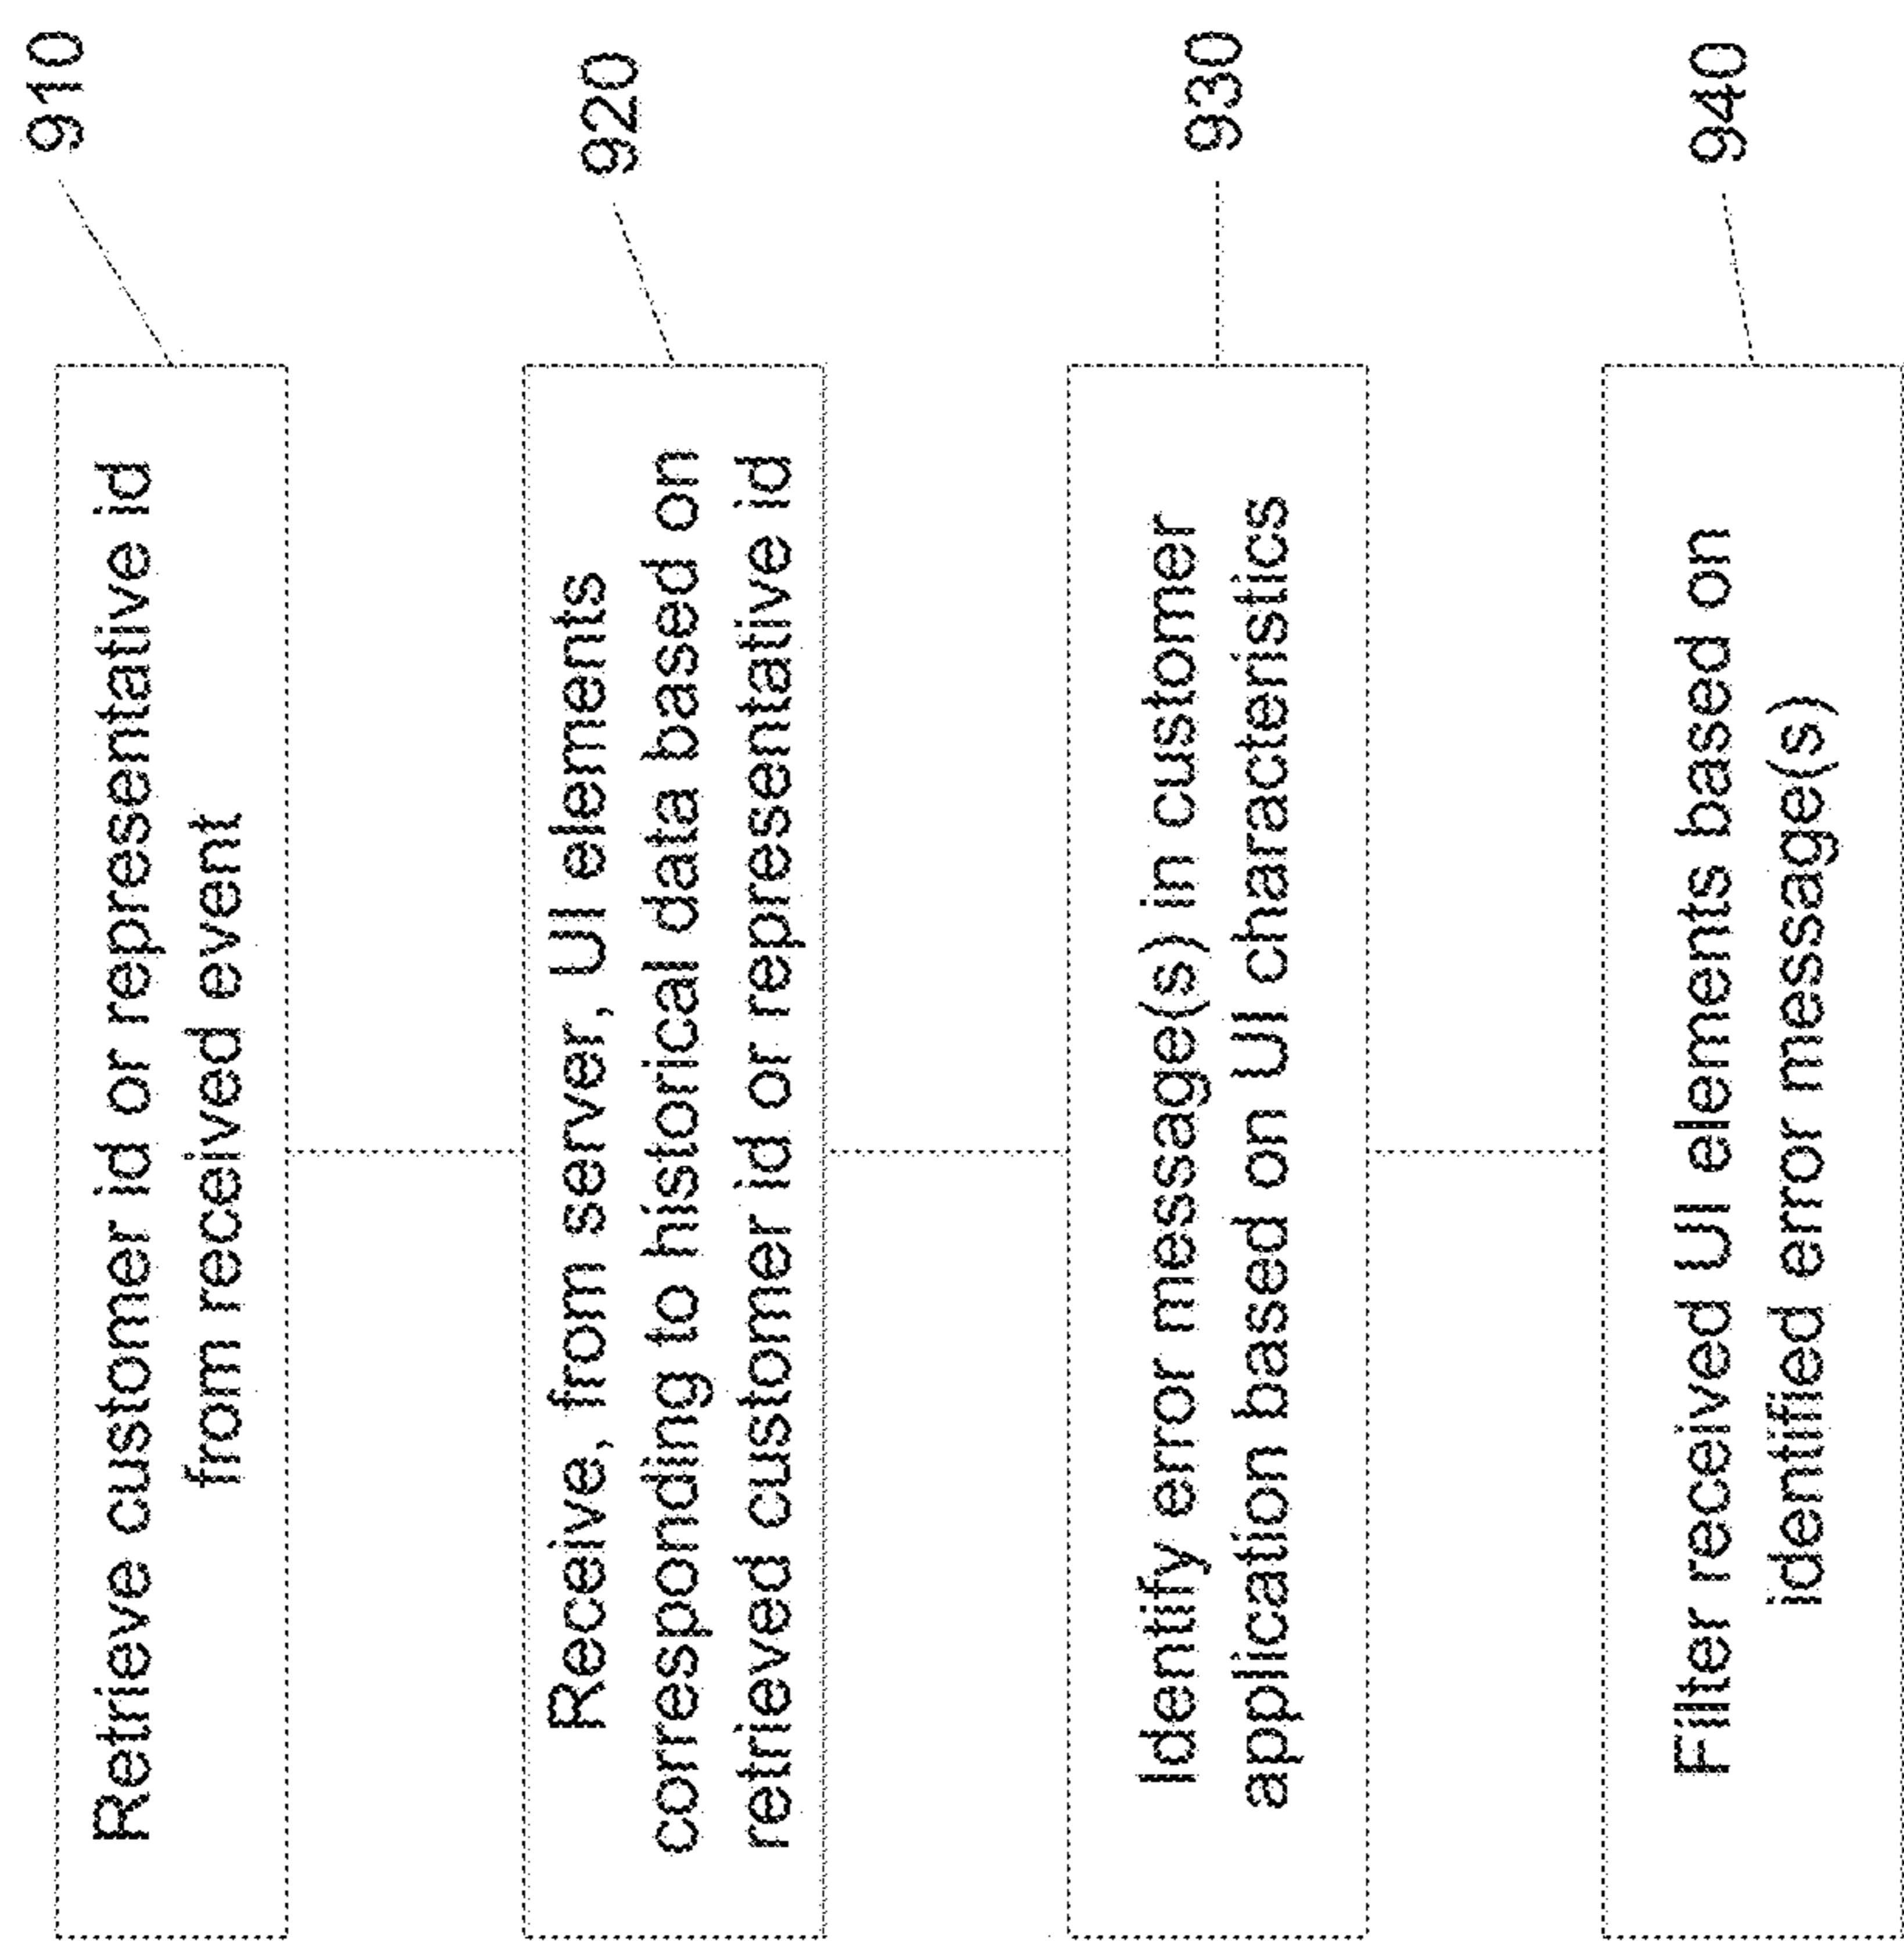 910
Retrieve customer id or representative id
from received event
920
Receive, from server, UI elements
corresponding to historical data based on
retrieved customer id or representative id
930
Identify error message(s) in customer
application based on UI characteristics
940
Filter received UI elements based on
identified error message(s)